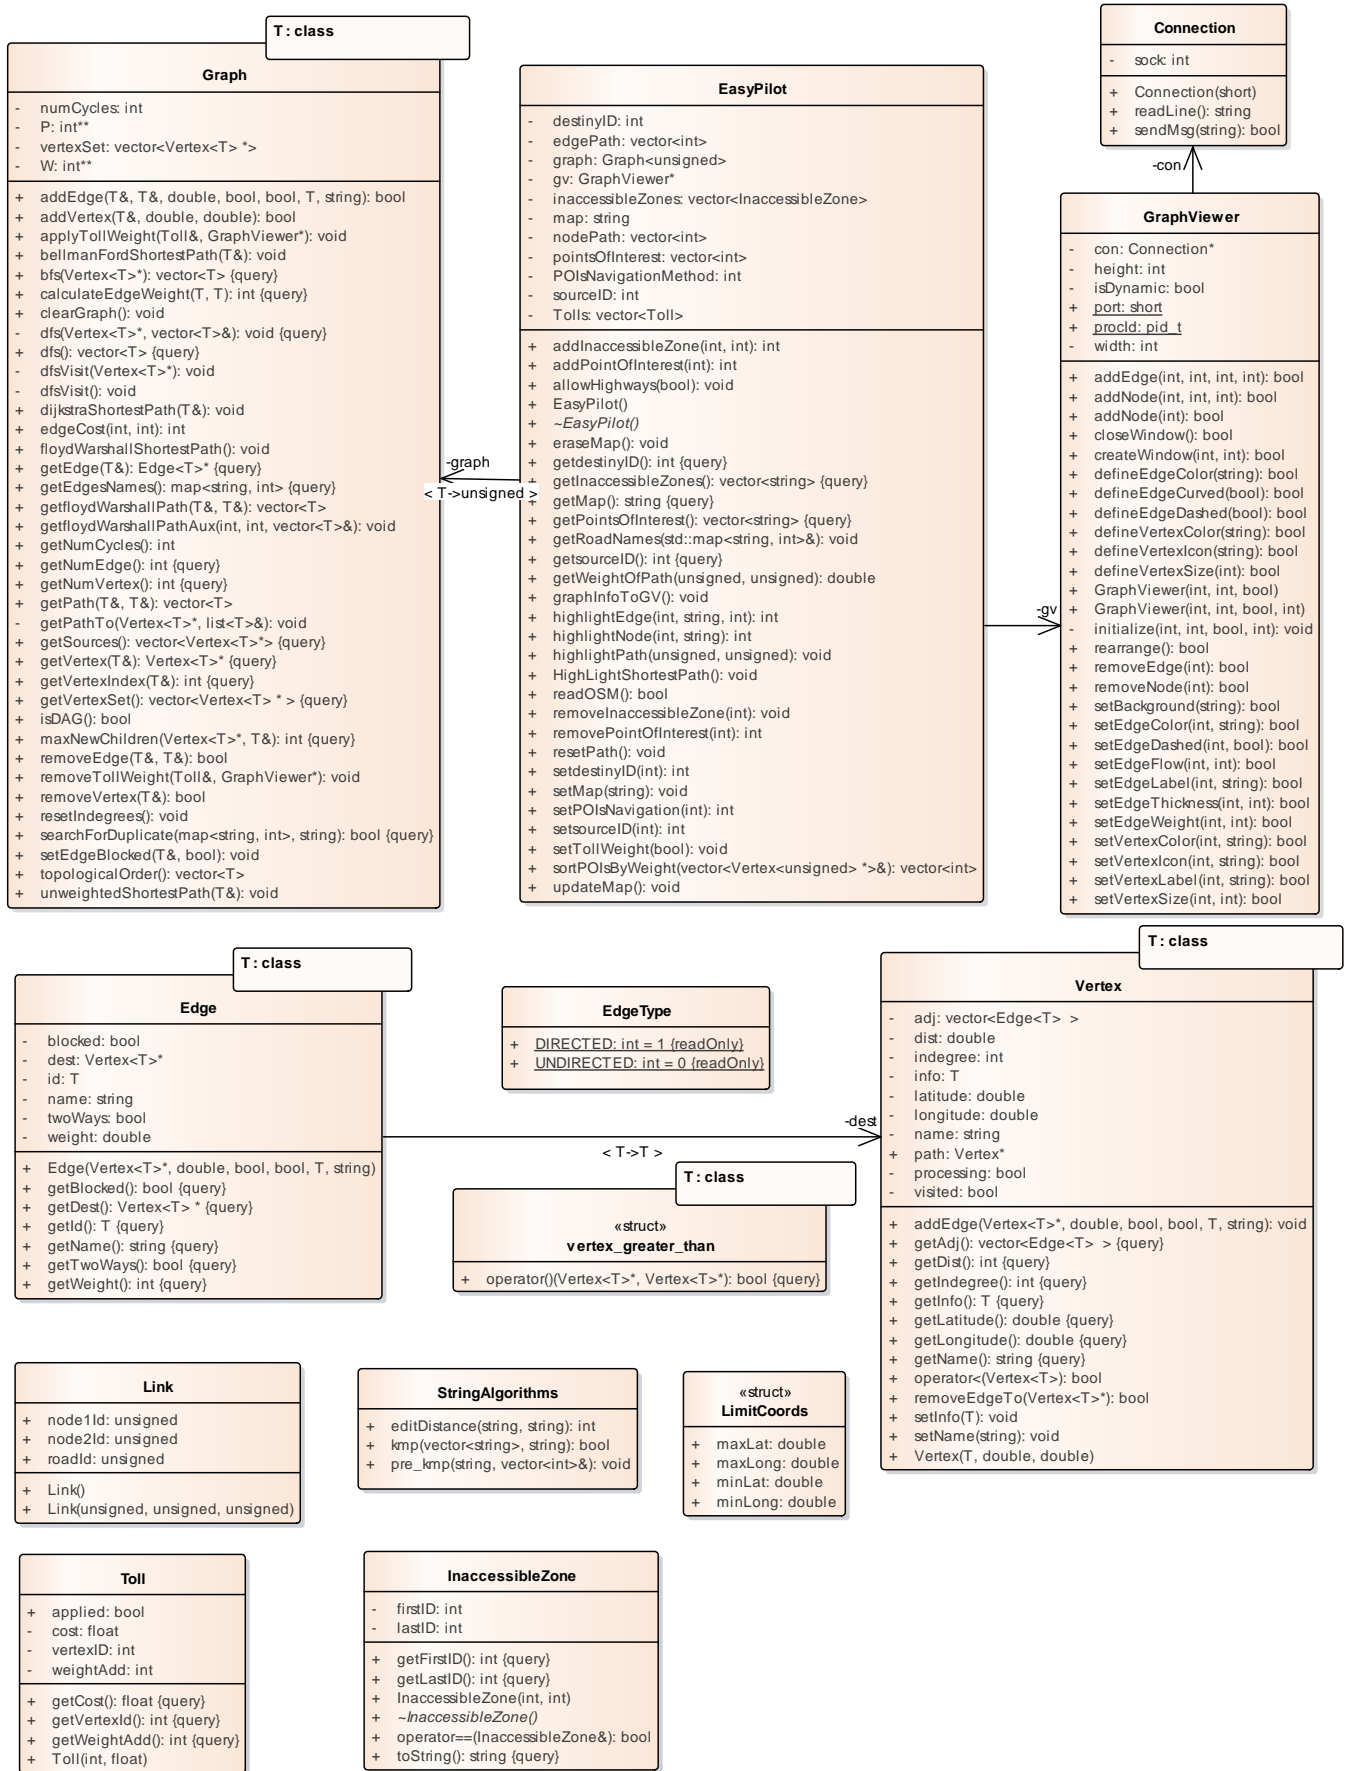 T : class
Graph
- numCycles: int
- P: int**
- vertexSet: vector<Vertex<T> *>
- W: int**
+ addEdge(T&, T&, double, bool, bool, T, string): bool
+ addVertex(T&, double, double): bool
+ applyTollWeight(Toll&, GraphViewer*): void
+ bellmanFordShortestPath(T&): void
+ bfs(Vertex<T>*): vector<T> {query}
+ calculateEdgeWeight(T, T): int {query}
+ clearGraph(): void
- dfs(Vertex<T>*, vector<T>&): void {query}
+ dfs(): vector<T> {query}
- dfsVisit(Vertex<T>*): void
- dfsVisit(): void
+ dijkstraShortestPath(T&): void
+ edgeCost(int, int): int
+ floydWarshallShortestPath(): void
+ getEdge(T&): Edge<T>* {query}
+ getEdgesNames(): map<string, int> {query}
+ getfloydWarshallPath(T&, T&): vector<T>
+ getfloydWarshallPathAux(int, int, vector<T>&): void
+ getNumCycles(): int
+ getNumEdge(): int {query}
+ getNumVertex(): int {query}
+ getPath(T&, T&): vector<T>
- getPathTo(Vertex<T>*, list<T>&): void
+ getSources(): vector<Vertex<T>*> {query}
+ getVertex(T&): Vertex<T>* {query}
+ getVertexIndex(T&): int {query}
+ getVertexSet(): vector<Vertex<T> * > {query}
+ isDAG(): bool
+ maxNewChildren(Vertex<T>*, T&): int {query}
+ removeEdge(T&, T&): bool
+ removeTollWeight(Toll&, GraphViewer*): void
+ removeVertex(T&): bool
+ resetIndegrees(): void
+ searchForDuplicate(map<string, int>, string): bool {query}
+ setEdgeBlocked(T&, bool): void
+ topologicalOrder(): vector<T>
+ unweightedShortestPath(T&): void
-graph
< T->unsigned >
EasyPilot
- destinyID: int
- edgePath: vector<int>
- graph: Graph<unsigned>
- gv: GraphViewer*
- inaccessibleZones: vector<InaccessibleZone>
- map: string
- nodePath: vector<int>
- pointsOfInterest: vector<int>
- POIsNavigationMethod: int
- sourceID: int
- Tolls: vector<Toll>
+ addInaccessibleZone(int, int): int
+ addPointOfInterest(int): int
+ allowHighways(bool): void
+ EasyPilot()
+ ~EasyPilot()
+ eraseMap(): void
+ getdestinyID(): int {query}
+ getInaccessibleZones(): vector<string> {query}
+ getMap(): string {query}
+ getPointsOfInterest(): vector<string> {query}
+ getRoadNames(std::map<string, int>&): void
+ getsourceID(): int {query}
+ getWeightOfPath(unsigned, unsigned): double
+ graphInfoToGV(): void
+ highlightEdge(int, string, int): int
+ highlightNode(int, string): int
+ highlightPath(unsigned, unsigned): void
+ HighLightShortestPath(): void
+ readOSM(): bool
+ removeInaccessibleZone(int): void
+ removePointOfInterest(int): int
+ resetPath(): void
+ setdestinyID(int): int
+ setMap(string): void
+ setPOIsNavigation(int): int
+ setsourceID(int): int
+ setTollWeight(bool): void
+ sortPOIsByWeight(vector<Vertex<unsigned> *>&): vector<int>
+ updateMap(): void
-gv
Connection
- sock: int
+ Connection(short)
+ readLine(): string
+ sendMsg(string): bool
-con
GraphViewer
- con: Connection*
- height: int
- isDynamic: bool
+ port: short
+ procId: pid_t
- width: int
+ addEdge(int, int, int, int): bool
+ addNode(int, int, int): bool
+ addNode(int): bool
+ closeWindow(): bool
+ createWindow(int, int): bool
+ defineEdgeColor(string): bool
+ defineEdgeCurved(bool): bool
+ defineEdgeDashed(bool): bool
+ defineVertexColor(string): bool
+ defineVertexIcon(string): bool
+ defineVertexSize(int): bool
+ GraphViewer(int, int, bool)
+ GraphViewer(int, int, bool, int)
- initialize(int, int, bool, int): void
+ rearrange(): bool
+ removeEdge(int): bool
+ removeNode(int): bool
+ setBackground(string): bool
+ setEdgeColor(int, string): bool
+ setEdgeDashed(int, bool): bool
+ setEdgeFlow(int, int): bool
+ setEdgeLabel(int, string): bool
+ setEdgeThickness(int, int): bool
+ setEdgeWeight(int, int): bool
+ setVertexColor(int, string): bool
+ setVertexIcon(int, string): bool
+ setVertexLabel(int, string): bool
+ setVertexSize(int, int): bool
T : class
Edge
- blocked: bool
- dest: Vertex<T>*
- id: T
- name: string
- twoWays: bool
- weight: double
+ Edge(Vertex<T>*, double, bool, bool, T, string)
+ getBlocked(): bool {query}
+ getDest(): Vertex<T> * {query}
+ getId(): T {query}
+ getName(): string {query}
+ getTwoWays(): bool {query}
+ getWeight(): int {query}
EdgeType
+ DIRECTED: int = 1 {readOnly}
+ UNDIRECTED: int = 0 {readOnly}
-dest
< T->T >
T : class
«struct»
vertex_greater_than
+ operator()(Vertex<T>*, Vertex<T>*): bool {query}
T : class
Vertex
- adj: vector<Edge<T> >
- dist: double
- indegree: int
- info: T
- latitude: double
- longitude: double
- name: string
+ path: Vertex*
- processing: bool
- visited: bool
+ addEdge(Vertex<T>*, double, bool, bool, T, string): void
+ getAdj(): vector<Edge<T> > {query}
+ getDist(): int {query}
+ getIndegree(): int {query}
+ getInfo(): T {query}
+ getLatitude(): double {query}
+ getLongitude(): double {query}
+ getName(): string {query}
+ operator<(Vertex<T>): bool
+ removeEdgeTo(Vertex<T>*): bool
+ setInfo(T): void
+ setName(string): void
+ Vertex(T, double, double)
Link
+ node1Id: unsigned
+ node2Id: unsigned
+ roadId: unsigned
+ Link()
+ Link(unsigned, unsigned, unsigned)
StringAlgorithms
+ editDistance(string, string): int
+ kmp(vector<string>, string): bool
+ pre_kmp(string, vector<int>&): void
«struct»
LimitCoords
+ maxLat: double
+ maxLong: double
+ minLat: double
+ minLong: double
Toll
+ applied: bool
- cost: float
- vertexID: int
- weightAdd: int
+ getCost(): float {query}
+ getVertexId(): int {query}
+ getWeightAdd(): int {query}
+ Toll(int, float)
InaccessibleZone
- firstID: int
- lastID: int
+ getFirstID(): int {query}
+ getLastID(): int {query}
+ InaccessibleZone(int, int)
+ ~InaccessibleZone()
+ operator==(InaccessibleZone&): bool
+ toString(): string {query}